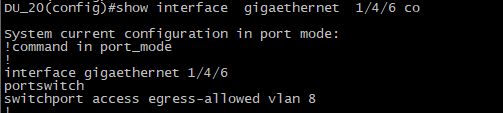 DU_20(config)#show interface  gigaethernet  1/4/6 co
System current configuration in port mode:
!command in port_mode
!
interface gigaethernet 1/4/6
portswitch
switchport access egress-allowed vlan 8
!